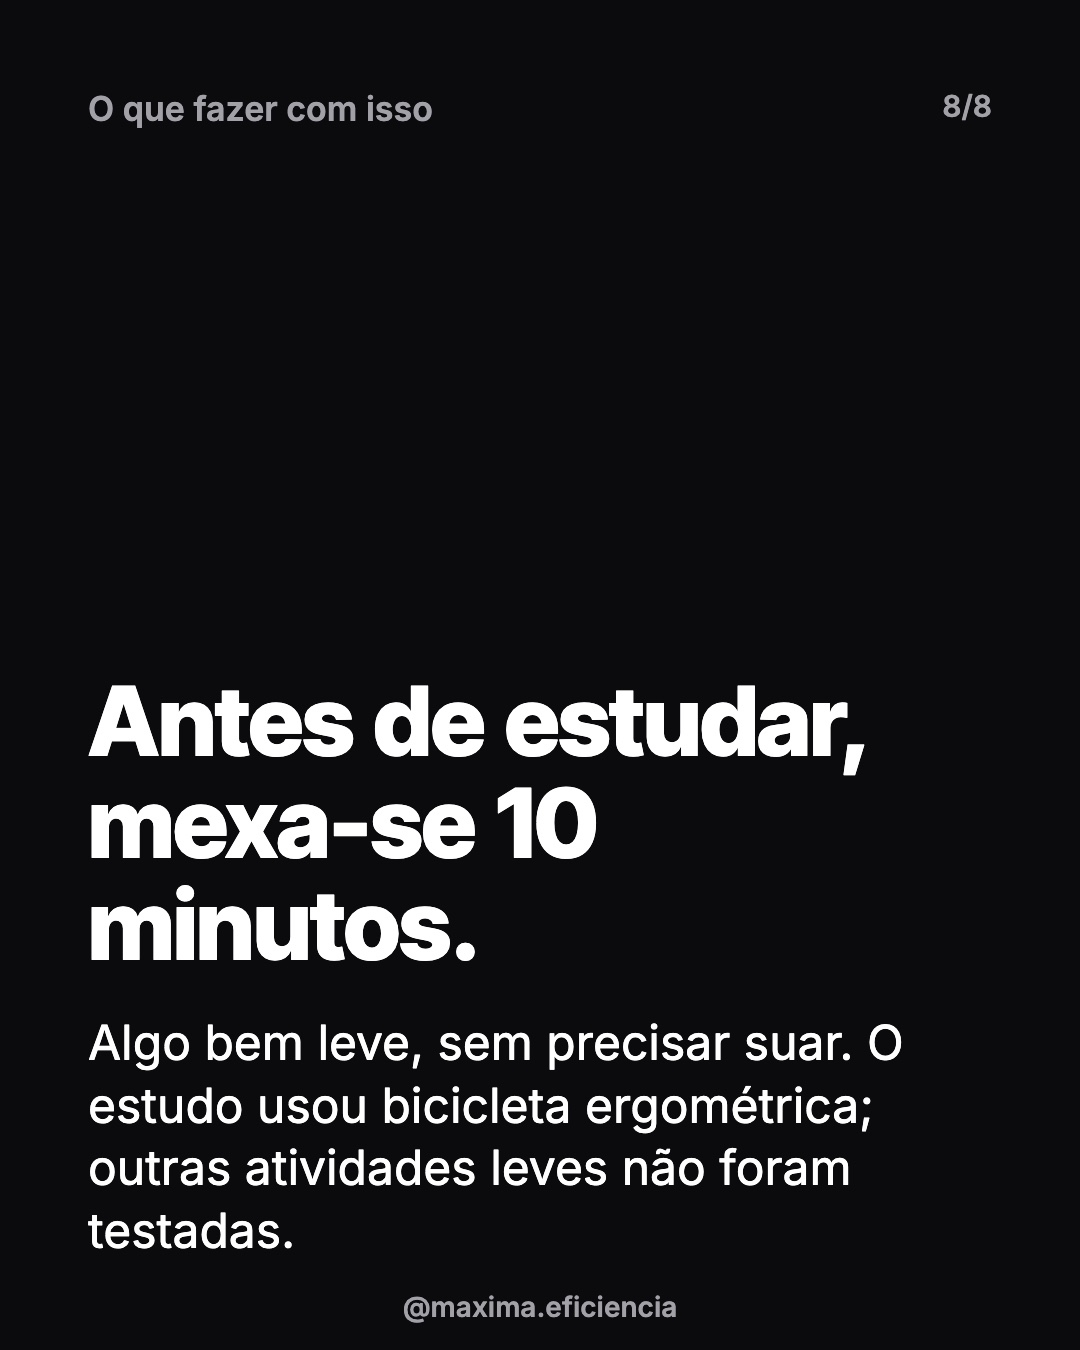 O que fazer com isso
8/8
Antes de estudar,
mexa-se 10
minutos.
Algo bem leve, sem precisar suar. O
estudo usou bicicleta ergométrica;
outras atividades leves não foram
testadas.
@maxima.eficiencia